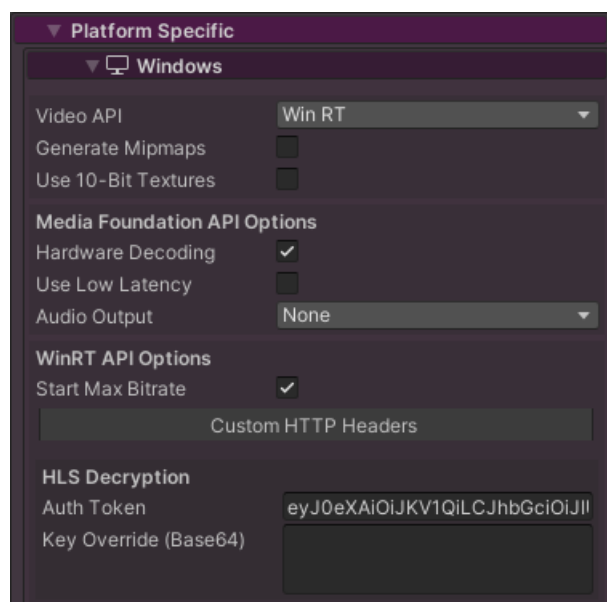 Platform Specific
Windows
Video API Win RT
Generate Mipmaps
Use 10-Bit Textures
Media Foundation API Options
Hardware Decoding
Use Low Latency
Audio Output None
WinRT API Options
Start Max Bitrate
Custom HTTP Headers
HLS Decryption
Auth Token
Key Override (Base64)